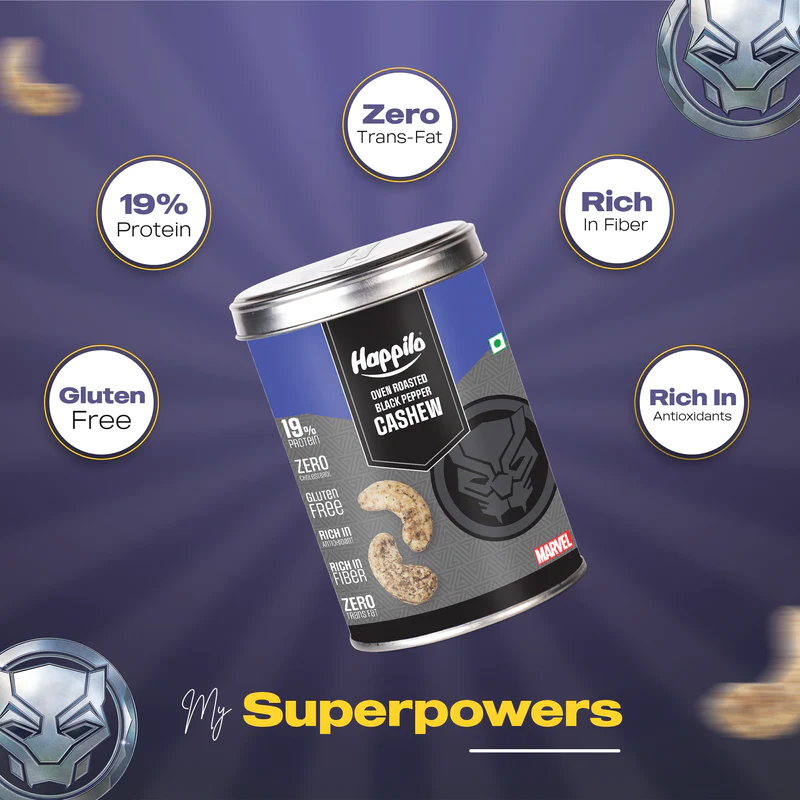 Zero
Trans-Fat
19%
Protein
Rich
In Fiber
Gluten
Free
Rich In
Antioxidants
Happilo
OVEN ROASTED
BLACK PEPPER
CASHEW
19%
PROTEIN
ZERO
CHOLESTEROL
GLUTEN
FREE
RICH IN
ANTIOXIDANT
RICH IN
FIBER
ZERO
TRANS FAT
MARVEL
My Superpowers